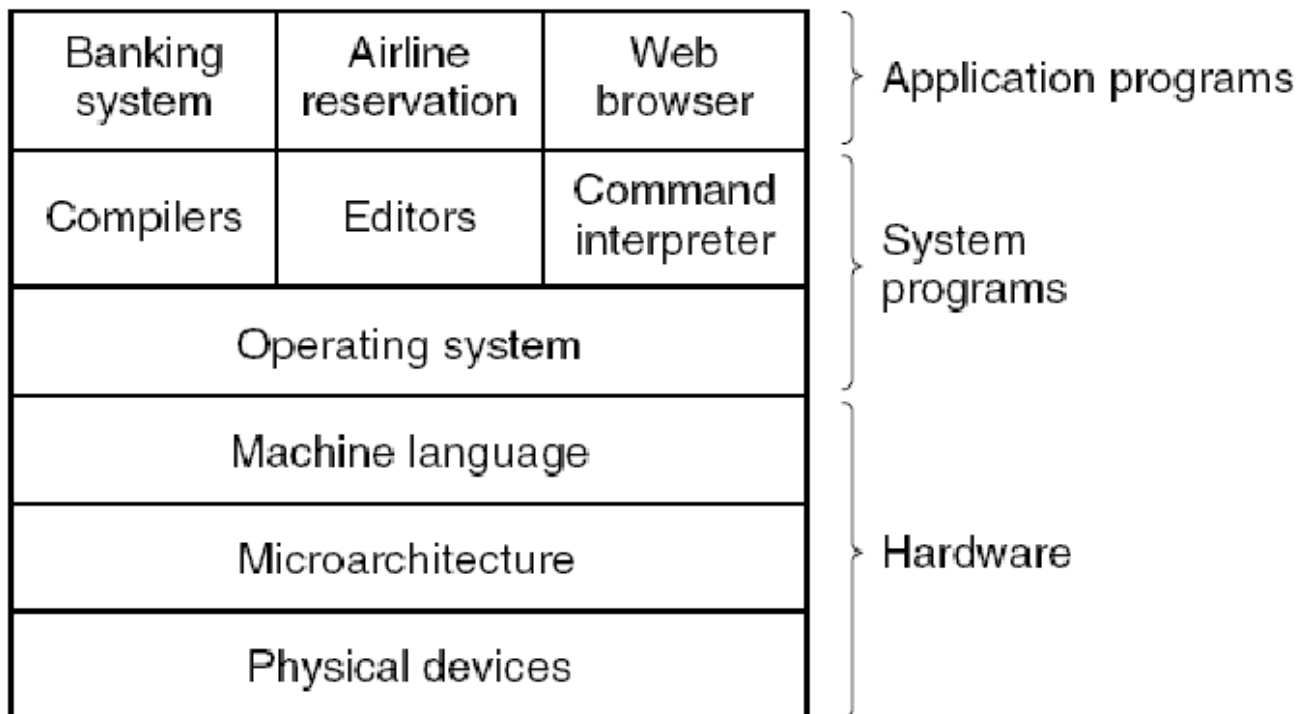 Banking
system
Airline
reservation
Web
browser
Application programs
Compilers
Editors
Command
interpreter
System
programs
Operating system
Machine language
Microarchitecture
Hardware
Physical devices